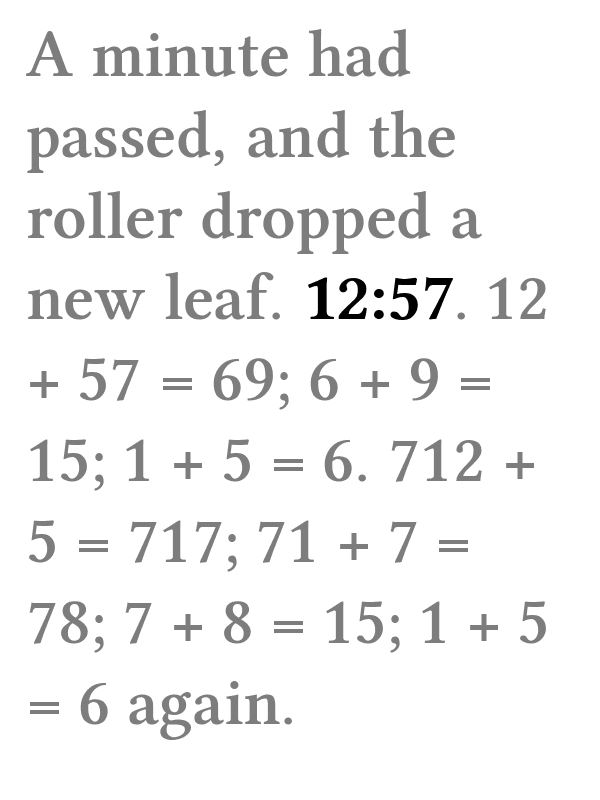 A minute had
passed, and the
roller dropped a
new leaf. 12:57. 12
+ 57 = 69; 6 + 9 =
15; 1 + 5 = 6. 712 +
5 = 717; 71 + 7 =
78; 7 + 8 = 15; 1 + 5
= 6 again.